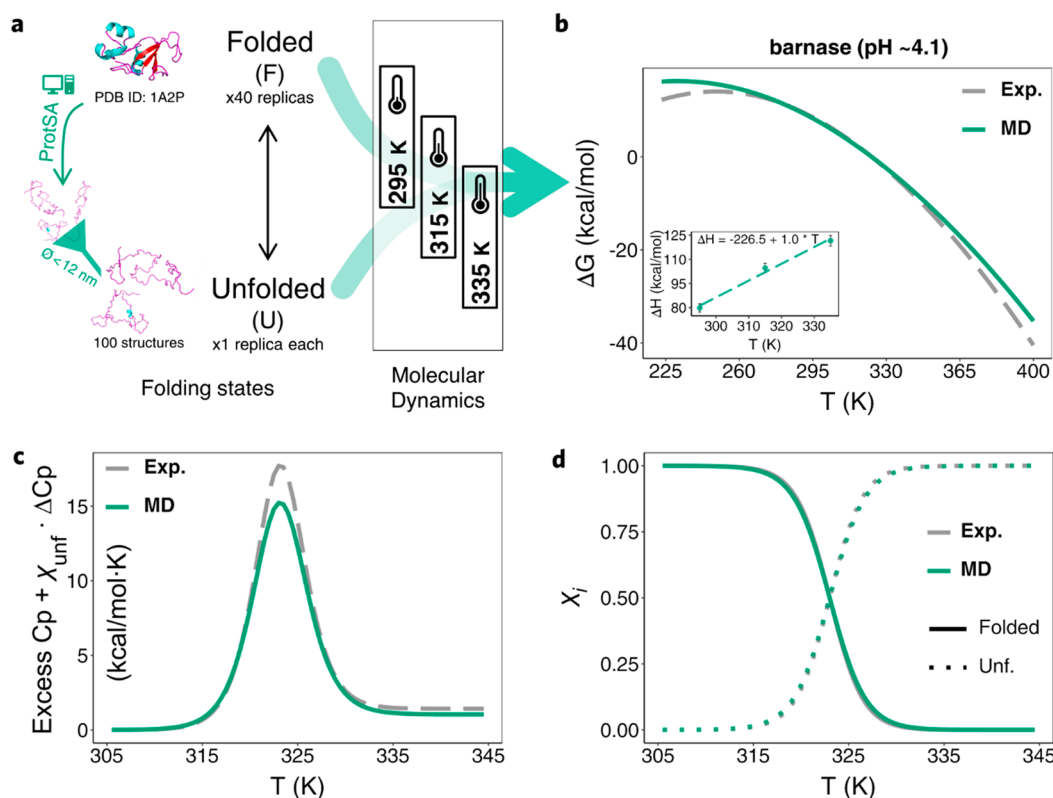 a
ProtSA
PDB ID: 1A2P
Ø<12 nm
100 structures
Folded
(F)
x40 replicas
Unfolded
(U)
x1 replica each
Folding states
295 K
315 K
335 K
Molecular
Dynamics
b
barnase (pH ~4.1)
Exp.
MD
ΔG (kcal/mol)
0
-20
-40
225
260
295
330
365
400
T (K)
ΔH = -226.5 + 1.0 * T
ΔH (kcal/mol)
125
110
95
80
300
310
320
330
T (K)
c
Exp.
MD
Excess Cp + χunf · ΔCp
(kcal/mol·K)
15
10
5
0
305
315
325
335
345
T (K)
d
Exp.
MD
Folded
Unf.
Xi
1.00
0.75
0.50
0.25
0.00
305
315
325
335
345
T (K)